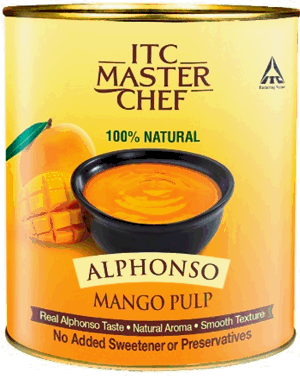 ITC
MASTER
CHEF
100% NATURAL
ALPHONSO
MANGO PULP
Real Alphonso Taste • Natural Aroma • Smooth Texture
No Added Sweetener or Preservatives